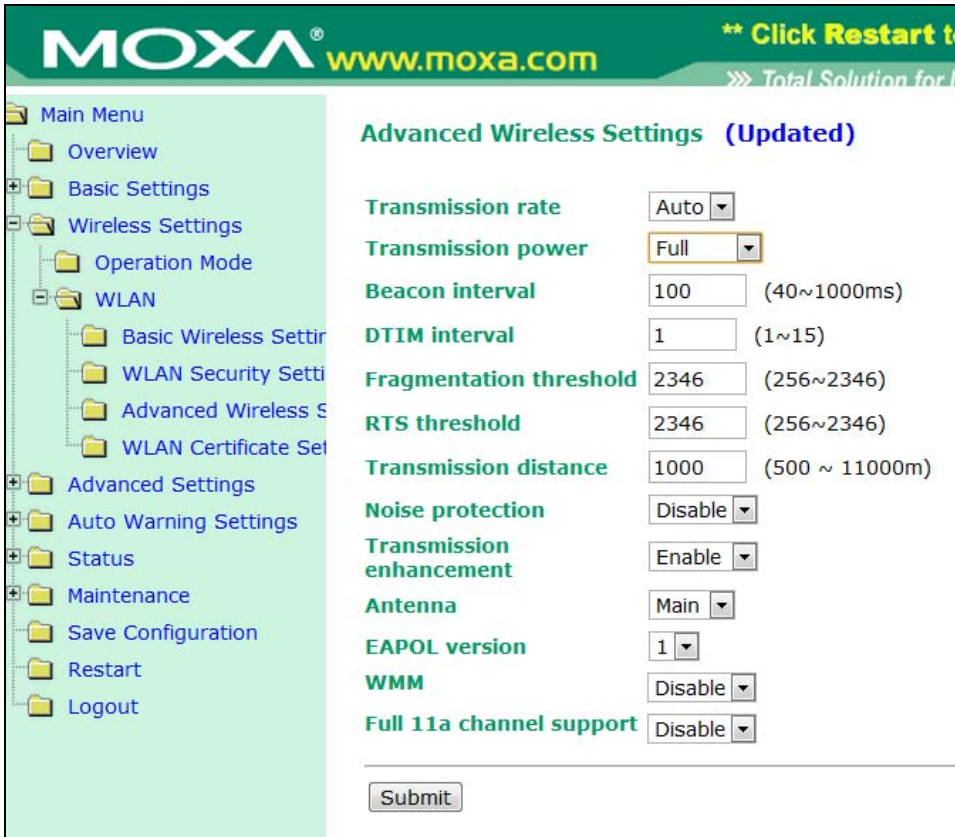 MOXA® www.moxa.com
** Click Restart
Total Solution for
Main Menu
Overview
Basic Settings
Wireless Settings
Operation Mode
WLAN
Basic Wireless Settin
WLAN Security Setti
Advanced Wireless S
WLAN Certificate Set
Advanced Settings
Auto Warning Settings
Status
Maintenance
Save Configuration
Restart
Logout
Advanced Wireless Settings (Updated)
Transmission rate Auto
Transmission power Full
Beacon interval 100 (40~1000ms)
DTIM interval 1 (1~15)
Fragmentation threshold 2346 (256~2346)
RTS threshold 2346 (256~2346)
Transmission distance 1000 (500 ~ 11000m)
Noise protection Disable
Transmission
enhancement Enable
Antenna Main
EAPOL version 1
WMM Disable
Full 11a channel support Disable
Submit